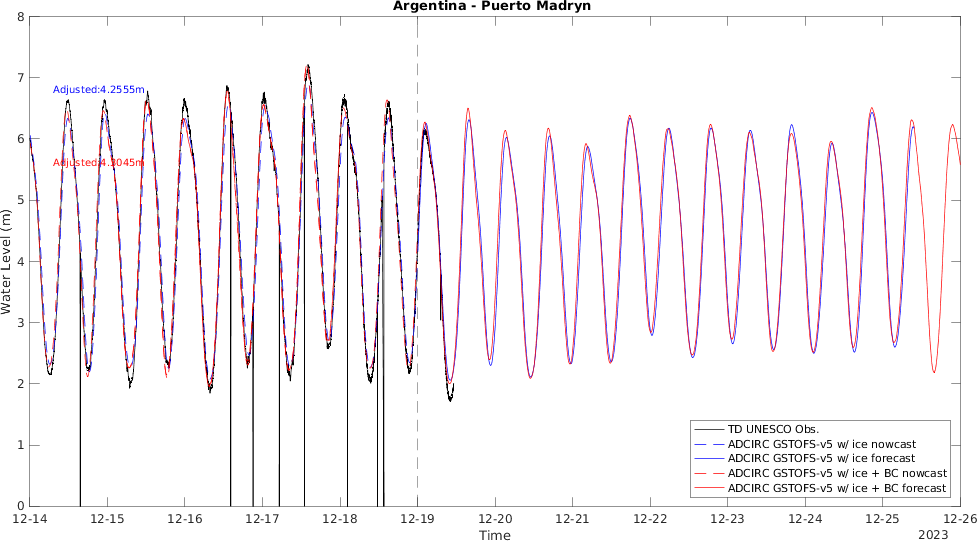 Argentina - Puerto Madryn
8
7
6
5
4
3
2
1
0
Water Level (m)
Adjusted:4.2555m
Adjusted:4.3045m
TD UNESCO Obs.
ADCIRC GSTOFS-v5 w/ ice nowcast
ADCIRC GSTOFS-v5 w/ ice forecast
ADCIRC GSTOFS-v5 w/ ice + BC nowcast
ADCIRC GSTOFS-v5 w/ ice + BC forecast
12-14 12-15 12-16 12-17 12-18 12-19 12-20 12-21 12-22 12-23 12-24 12-25 12-26
Time
2023